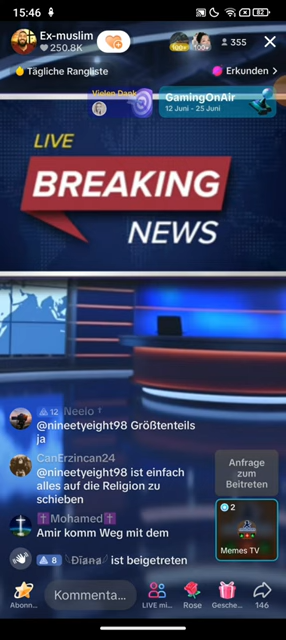 15:46
82
Ex-muslim
250.8K
100+
100+
355
Tägliche Rangliste
Erkunden >
Vielen Dank
GamingOnAir
12 Juni - 25 Juni
LIVE
BREAKING
NEWS
12 Neelo
@nineetyeight98 Größtenteils
ja
CanErzincan24
@nineetyeight98 ist einfach
alles auf die Religion zu
schieben
✝️Mohamed✝️
Amir komm Weg mit dem
8 Điana ist beigetreten
Anfrage
zum
Beitreten
2
Memes TV
Abonn...
Kommenta...
LIVE mi...
Rose
Gesche...
146